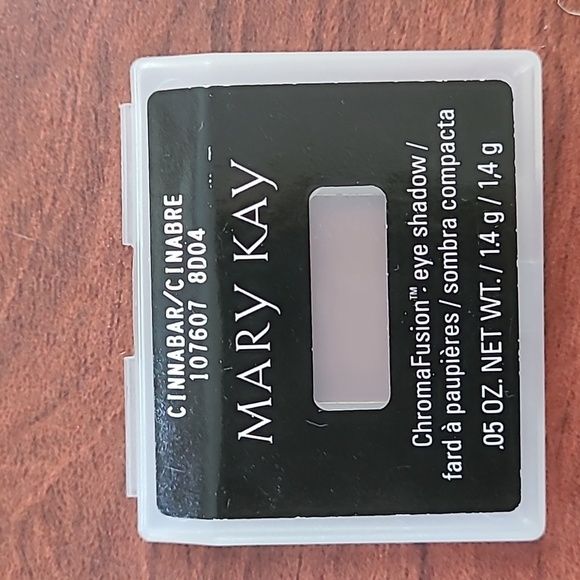 CINNABAR/CINABRE
107607 8D04
MARY KAY
ChromaFusion™ eye shadow /
fard à paupières / sombra compacta
.05 OZ. NET WT. / 1.4 g / 1,4 g